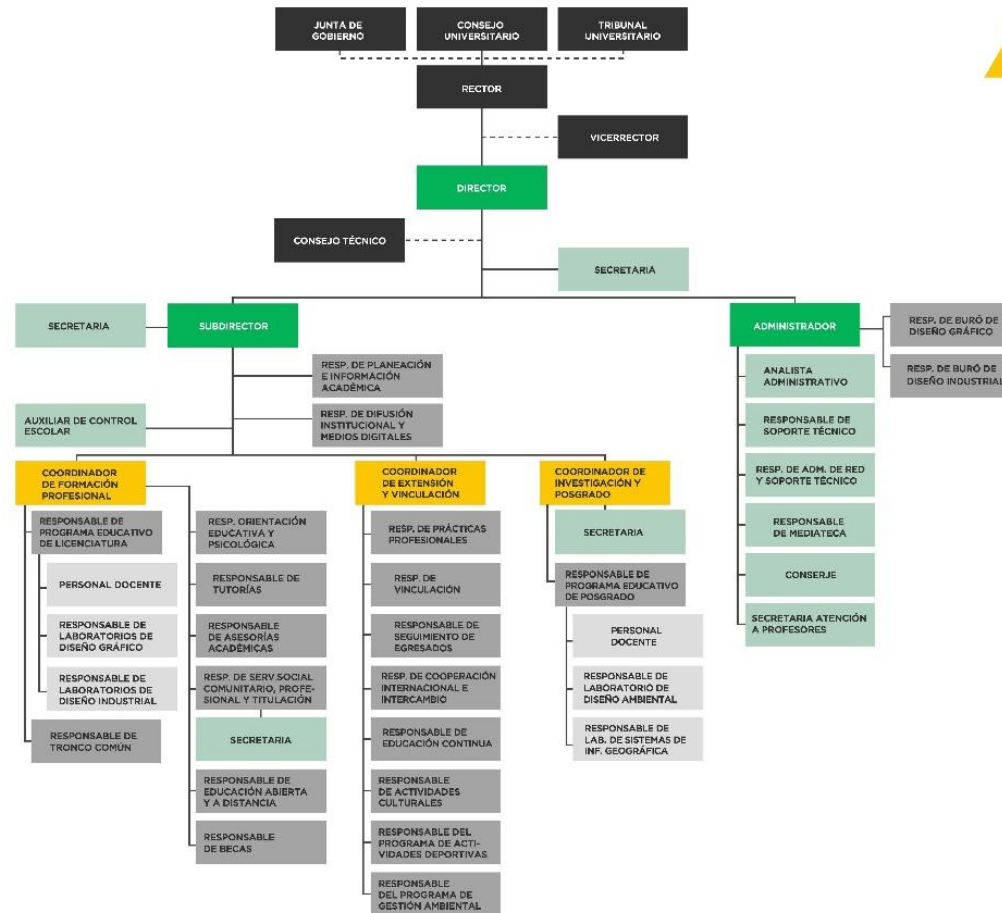 JUNTA DE
GOBIERNO
CONSEJO
UNIVERSITARIO
TRIBUNAL
UNIVERSITARIO
RECTOR
VICERRECTOR
DIRECTOR
CONSEJO TÉCNICO
SECRETARIA
SECRETARIA
SUBDIRECTOR
ADMINISTRADOR
RESP. DE BURÓ DE
DISEÑO GRÁFICO
RESP. DE BURÓ DE
DISEÑO INDUSTRIAL
RESP. DE PLANEACIÓN
E INFORMACIÓN
ACADÉMICA
AUXILIAR DE CONTROL
ESCOLAR
RESP. DE DIFUSIÓN
INSTITUCIONAL Y
MEDIOS DIGITALES
ANALISTA
ADMINISTRATIVO
RESPONSABLE DE
SOPORTE TÉCNICO
RESP. DE ADM. DE RED
Y SOPORTE TÉCNICO
RESPONSABLE
DE MEDIATECA
CONSERJE
SECRETARIA ATENCIÓN
A PROFESORES
COORDINADOR
DE FORMACIÓN
PROFESIONAL
RESPONSABLE DE
PROGRAMA EDUCATIVO
DE LICENCIATURA
PERSONAL DOCENTE
RESPONSABLE DE
LABORATORIOS DE
DISEÑO GRÁFICO
RESPONSABLE DE
LABORATORIOS DE
DISEÑO INDUSTRIAL
RESPONSABLE DE
TRONCO COMÚN
RESP. ORIENTACIÓN
EDUCATIVA Y
PSICOLÓGICA
RESPONSABLE DE
TUTORÍAS
RESPONSABLE
DE ASESORÍAS
ACADÉMICAS
RESP. DE SERV.SOCIAL
COMUNITARIO, PROFE-
SIONAL Y TITULACIÓN
SECRETARIA
RESPONSABLE DE
EDUCACIÓN ABIERTA
Y A DISTANCIA
RESPONSABLE
DE BECAS
COORDINADOR
DE EXTENSIÓN
Y VINCULACIÓN
RESP. DE PRÁCTICAS
PROFESIONALES
RESP. DE
VINCULACIÓN
RESPONSABLE DE
SEGUIMIENTO DE
EGRESADOS
RESP. DE COOPERACIÓN
INTERNACIONAL E
INTERCAMBIO
RESPONSABLE DE
EDUCACIÓN CONTINUA
RESPONSABLE
DE ACTIVIDADES
CULTURALES
RESPONSABLE DEL
PROGRAMA DE ACTI-
VIDADES DEPORTIVAS
RESPONSABLE
DEL PROGRAMA DE
GESTIÓN AMBIENTAL
COORDINADOR DE
INVESTIGACIÓN Y
POSGRADO
SECRETARIA
RESPONSABLE DE
PROGRAMA EDUCATIVO
DE POSGRADO
PERSONAL
DOCENTE
RESPONSABLE DE
LABORATORIO DE
DISEÑO AMBIENTAL
RESPONSABLE DE
LAB. DE SISTEMAS DE
INF. GEOGRÁFICA